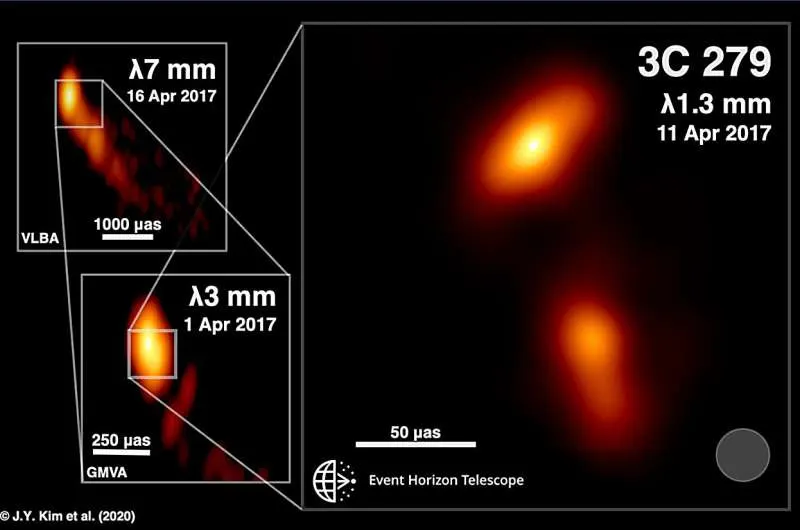 λ7 mm
16 Apr 2017
1000 µas
VLBA
λ3 mm
1 Apr 2017
250 µas
GMVA
3C 279
λ1.3 mm
11 Apr 2017
50 µas
Event Horizon Telescope
© J.Y. Kim et al. (2020)